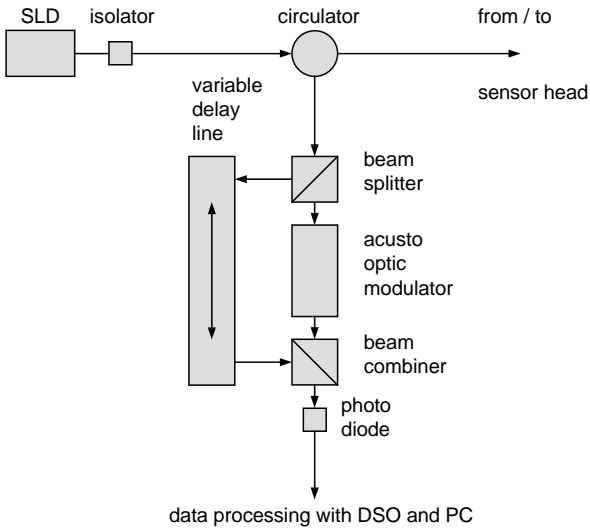 SLD
isolator
circulator
from / to
sensor head
variable
delay
line
beam
splitter
acusto
optic
modulator
beam
combiner
photo
diode
data processing with DSO and PC